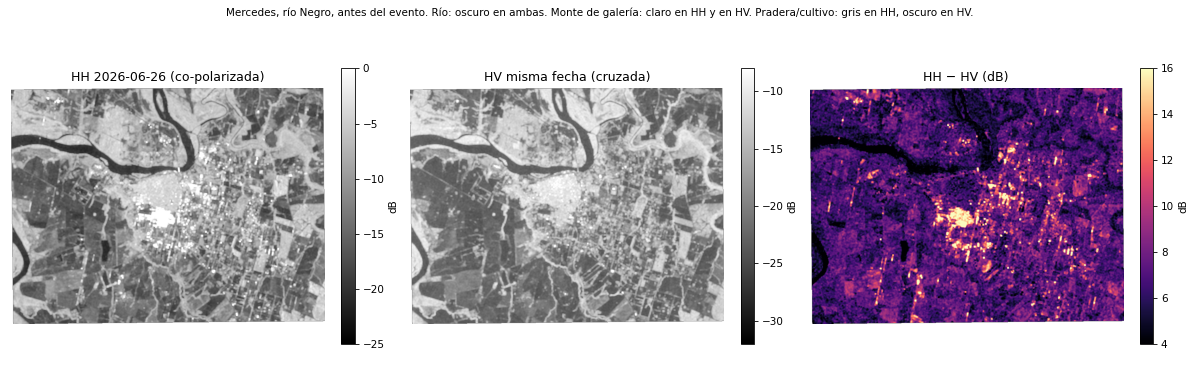 Mercedes, río Negro, antes del evento. Río: oscuro en ambas. Monte de galería: claro en HH y en HV. Pradera/cultivo: gris en HH, oscuro en HV.
HH 2026-06-26 (co-polarizada)
0
−5
−10
−15
−20
−25
dB
HV misma fecha (cruzada)
−10
−15
−20
−25
−30
dB
HH − HV (dB)
16
14
12
10
8
6
4
dB